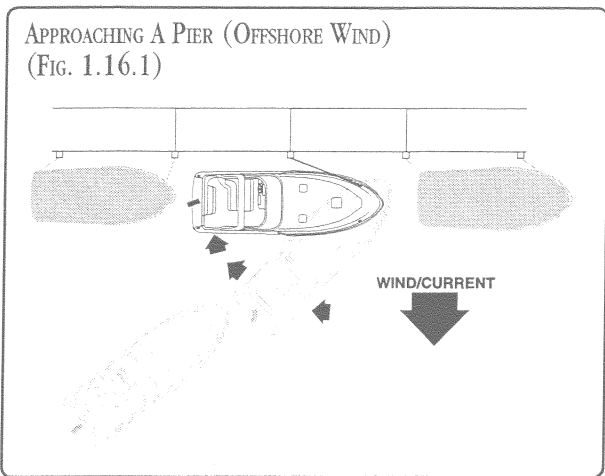 APPROACHING A PIER (OFFSHORE WIND)
(FIG. 1.16.1)
WIND/CURRENT